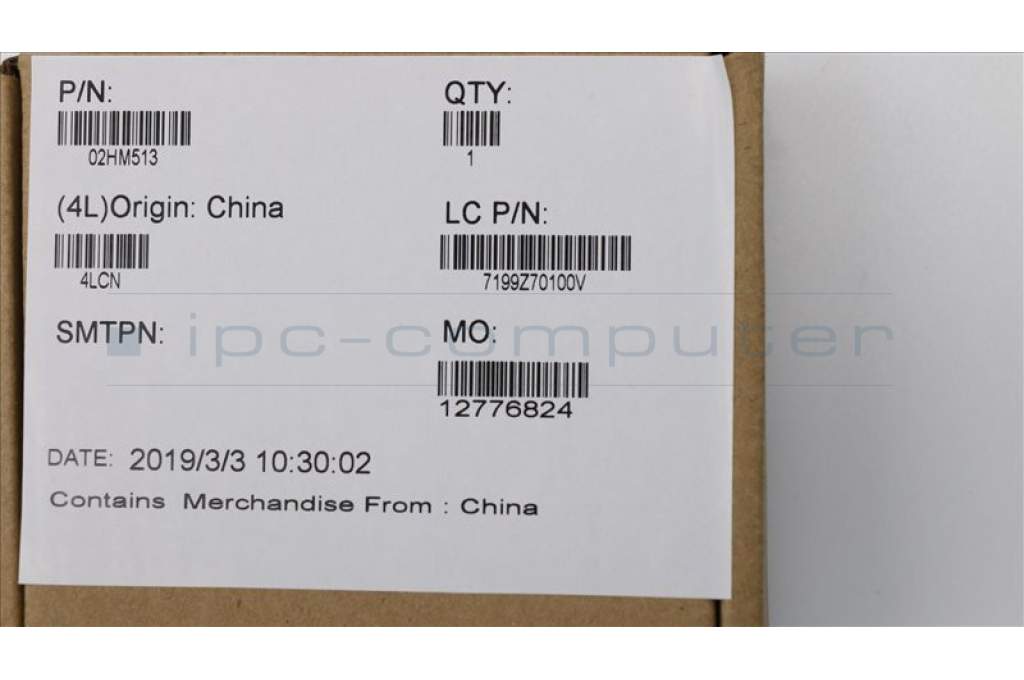 P/N:
QTY:
02HM513
1
(4L)Origin: China
LC P/N:
4LCN
7199Z70100V
SMTPN:
MO:
ipc-computer
12776824
DATE: 2019/3/3 10:30:02
Contains Merchandise From : China